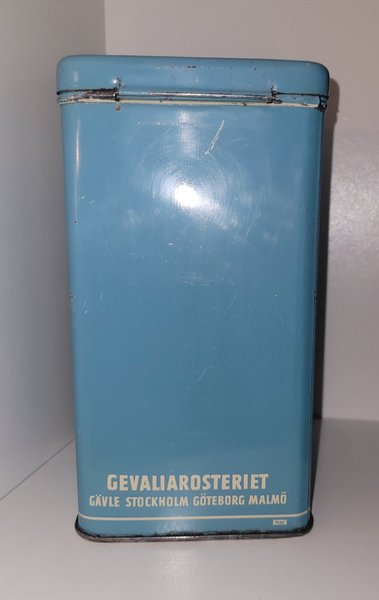 GEVALIAROSTERIET
GÄVLE STOCKHOLM GÖTEBORG MALMÖ